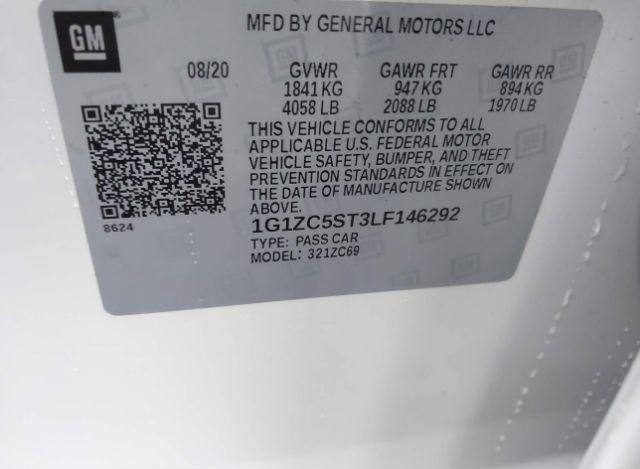 GM
MFD BY GENERAL MOTORS LLC
08/20 GVWR GAWR FRT GAWR RR
1841 KG 947 KG 894 KG
4058 LB 2088 LB 1970 LB
THIS VEHICLE CONFORMS TO ALL
APPLICABLE U.S. FEDERAL MOTOR
VEHICLE SAFETY, BUMPER, AND THEFT
PREVENTION STANDARDS IN EFFECT ON
THE DATE OF MANUFACTURE SHOWN
ABOVE.
8624
1G1ZC5ST3LF146292
TYPE: PASS CAR
MODEL: 321ZC69